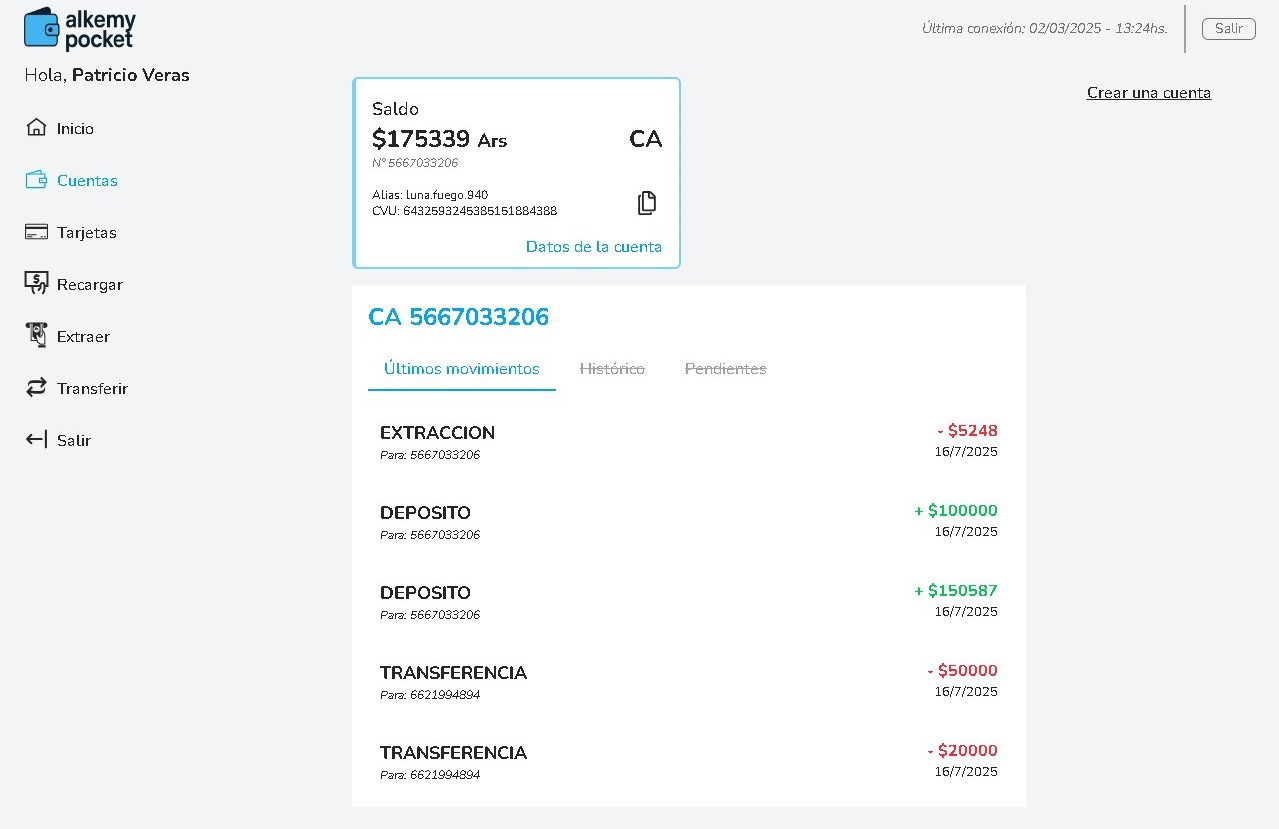 alkemy
pocket
Última conexión: 02/03/2025 - 13:24hs.
Salir
Hola, Patricio Veras
Inicio
Cuentas
Tarjetas
Recargar
Extraer
Transferir
Salir
Saldo
$175339 Ars
CA
N° 5667033206
Alias: luna.fuego.940
CVU: 6432593245385151884388
Datos de la cuenta
Crear una cuenta
CA 5667033206
Últimos movimientos
Histórico
Pendientes
EXTRACCION
- $5248
Para: 5667033206
16/7/2025
DEPOSITO
+ $100000
Para: 5667033206
16/7/2025
DEPOSITO
+ $150587
Para: 5667033206
16/7/2025
TRANSFERENCIA
- $50000
Para: 6621994894
16/7/2025
TRANSFERENCIA
- $20000
Para: 6621994894
16/7/2025